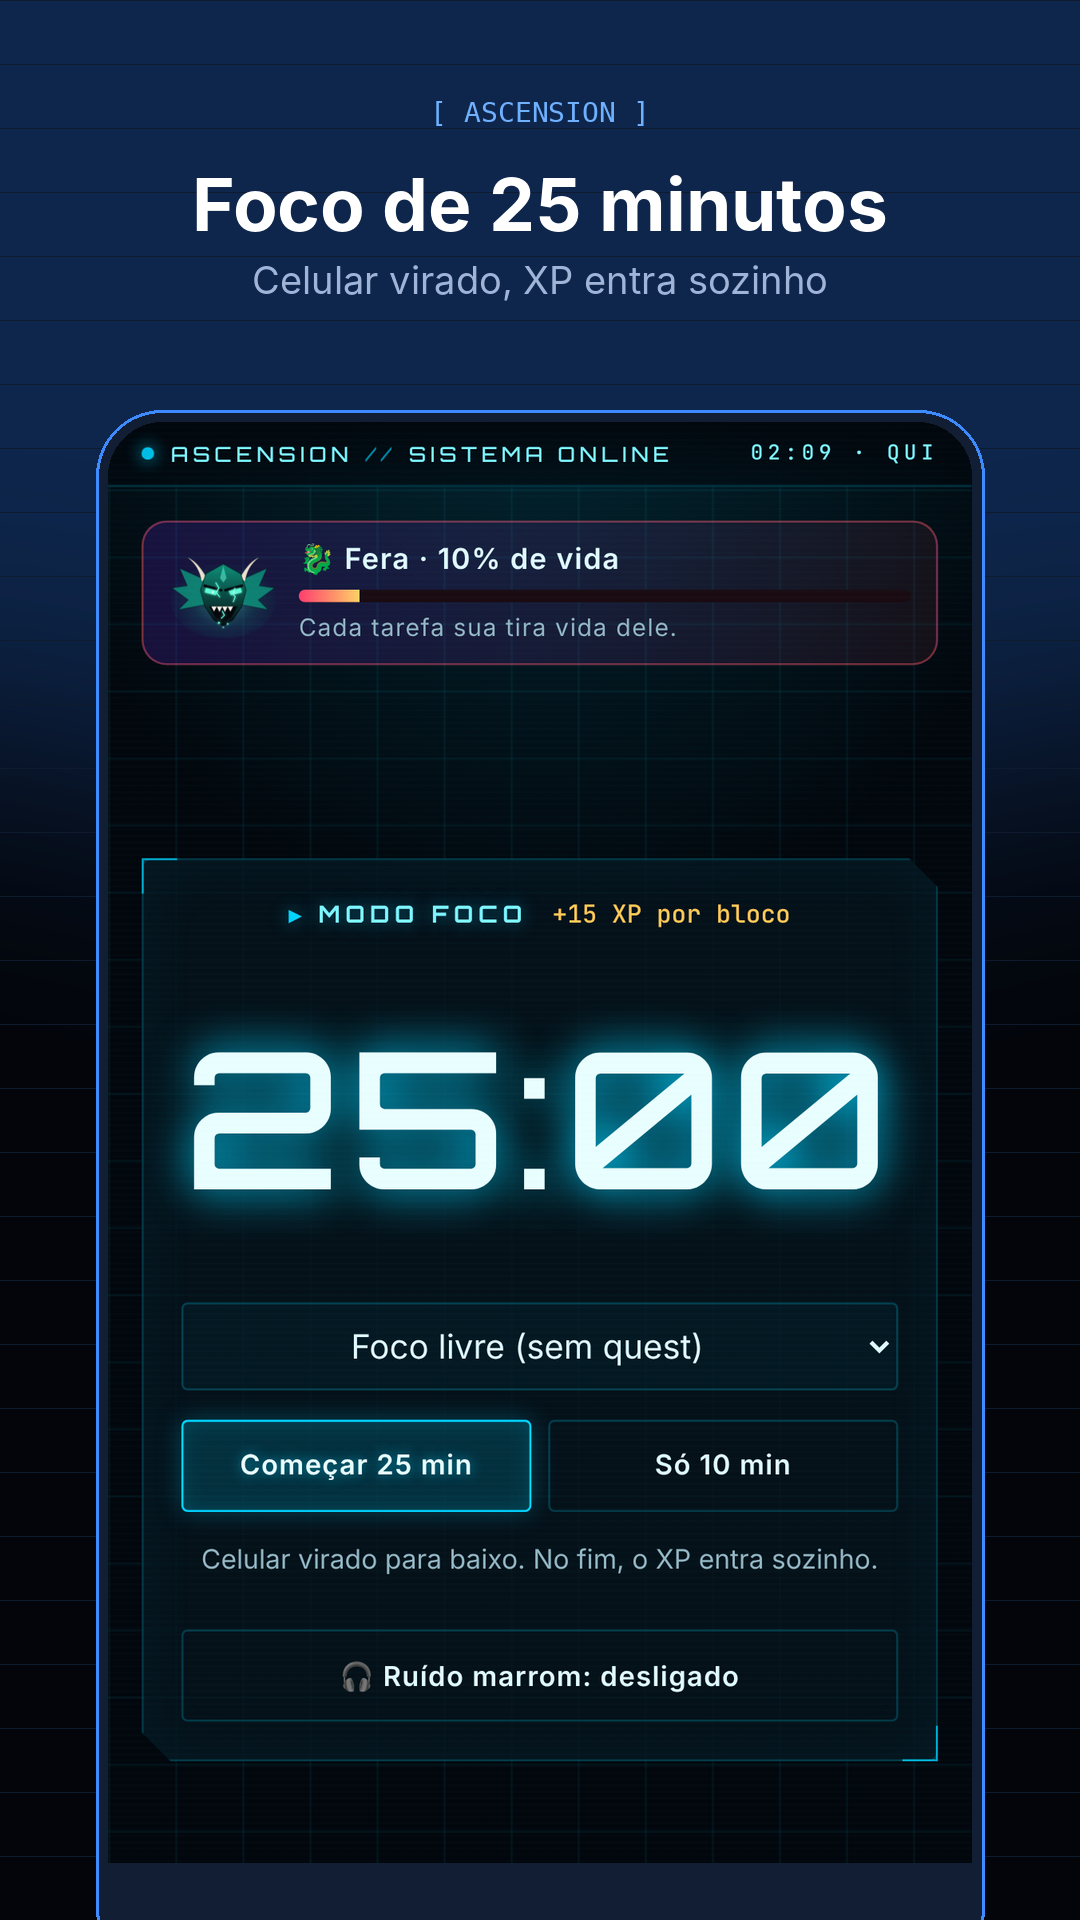 [ ASCENSION ]
Foco de 25 minutos
Celular virado, XP entra sozinho
ASCENSION // SISTEMA ONLINE 02:09 · QUI
🐉 Fera · 10% de vida
Cada tarefa sua tira vida dele.
▶ MODO FOCO +15 XP por bloco
25:00
Foco livre (sem quest)
Começar 25 min
Só 10 min
Celular virado para baixo. No fim, o XP entra sozinho.
🎧 Ruído marrom: desligado